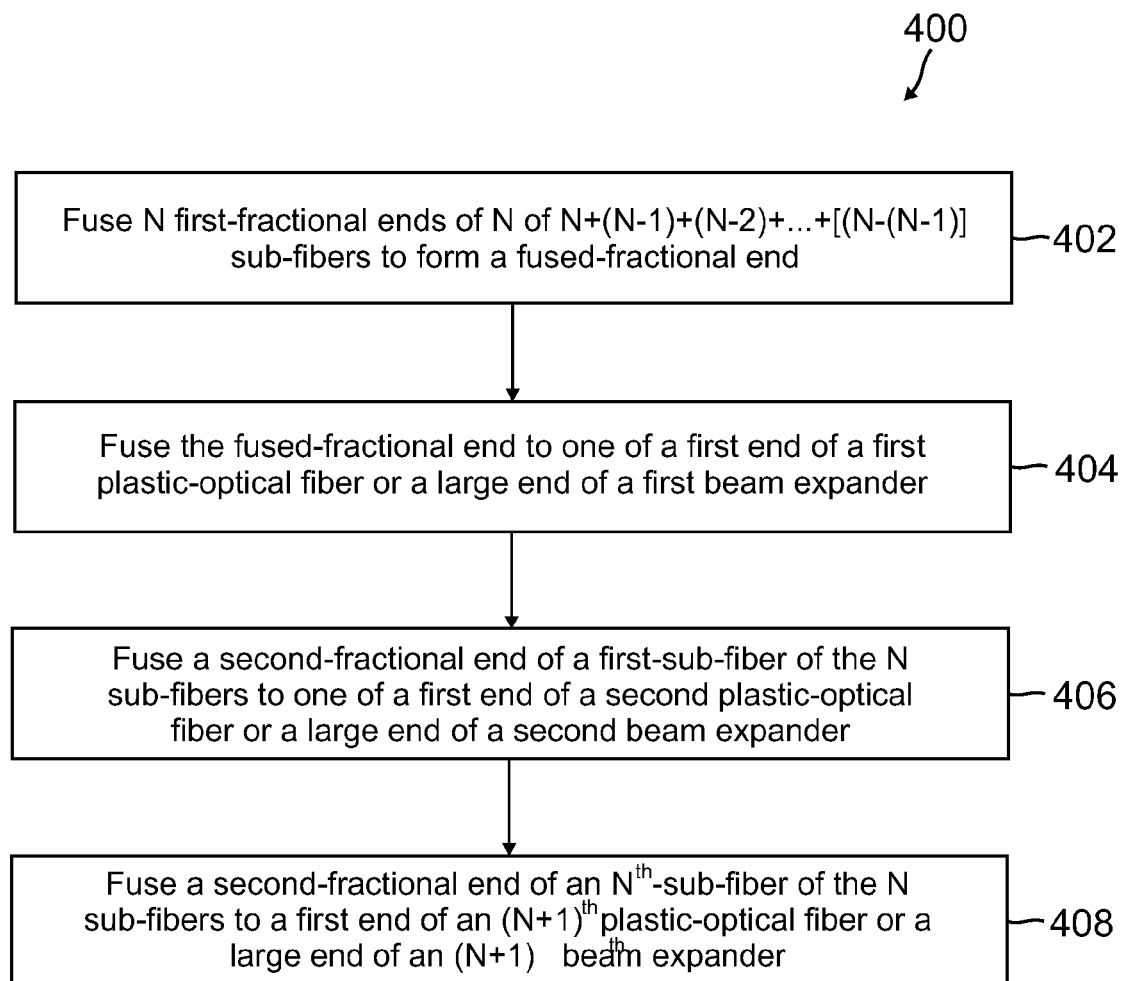 400
Fuse N first-fractional ends of N of N+(N-1)+(N-2)+...+[(N-(N-1)]
sub-fibers to form a fused-fractional end
402
Fuse the fused-fractional end to one of a first end of a first
plastic-optical fiber or a large end of a first beam expander
404
Fuse a second-fractional end of a first-sub-fiber of the N
sub-fibers to one of a first end of a second plastic-optical
fiber or a large end of a second beam expander
406
Fuse a second-fractional end of an Nth-sub-fiber of the N
sub-fibers to a first end of an (N+1)th plastic-optical fiber or a
large end of an (N+1)th beam expander
408